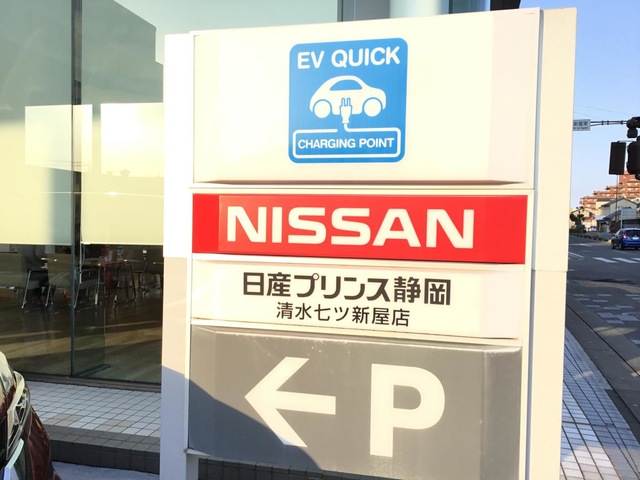 EV QUICK
CHARGING POINT
NISSAN
日産プリンス静岡
清水七ツ新屋店
← P